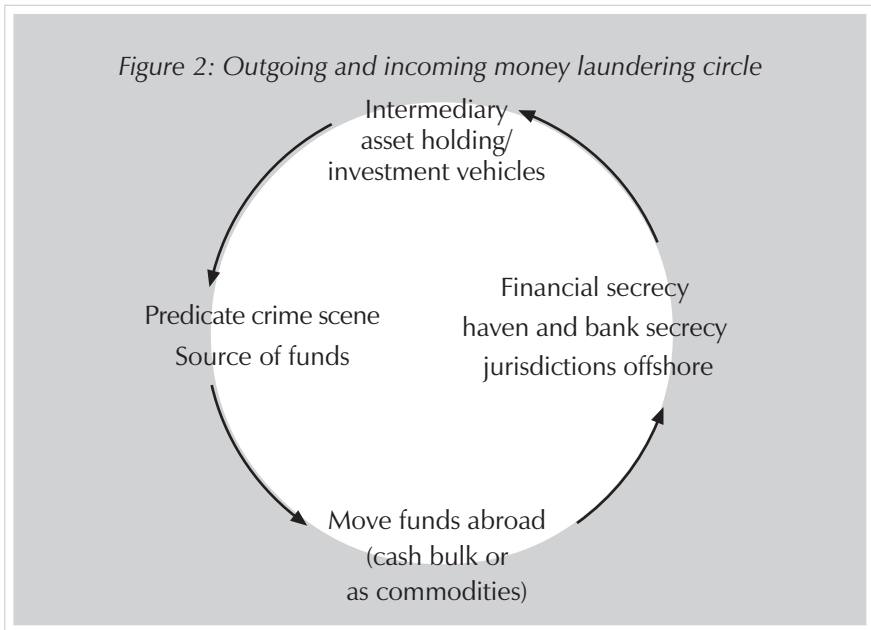 Figure 2: Outgoing and incoming money laundering circle
Intermediary
asset holding/
investment vehicles
Predicate crime scene
Source of funds
Financial secrecy
haven and bank secrecy
jurisdictions offshore
Move funds abroad
(cash bulk or
as commodities)